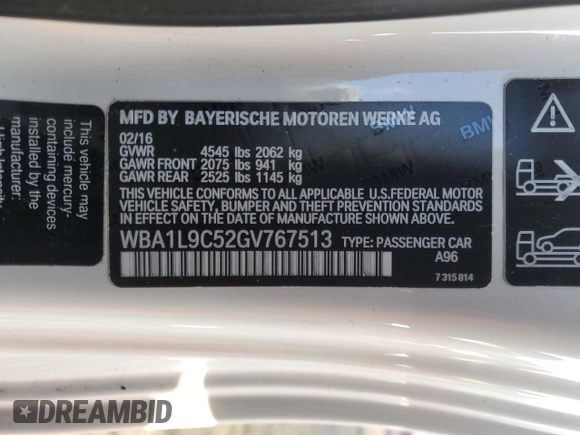 This vehicle may
include mercury-
installed by the
manufacturer:
High Intensity
MFD BY BAYERISCHE MOTOREN WERKE AG
02/16
GVWR 4545 lbs 2062 kg
GAWR FRONT 2075 lbs 941 kg
GAWR REAR 2525 lbs 1145 kg
THIS VEHICLE CONFORMS TO ALL APPLICABLE U.S.FEDERAL MOTOR
VEHICLE SAFETY, BUMPER AND THEFT PREVENTION STANDARDS
IN EFFECT ON THE DATE OF MANUFACTURE SHOWN ABOVE.
WBA1L9C52GV767513 TYPE: PASSENGER CAR
A96
7 315 814
BMW
DREAMBID